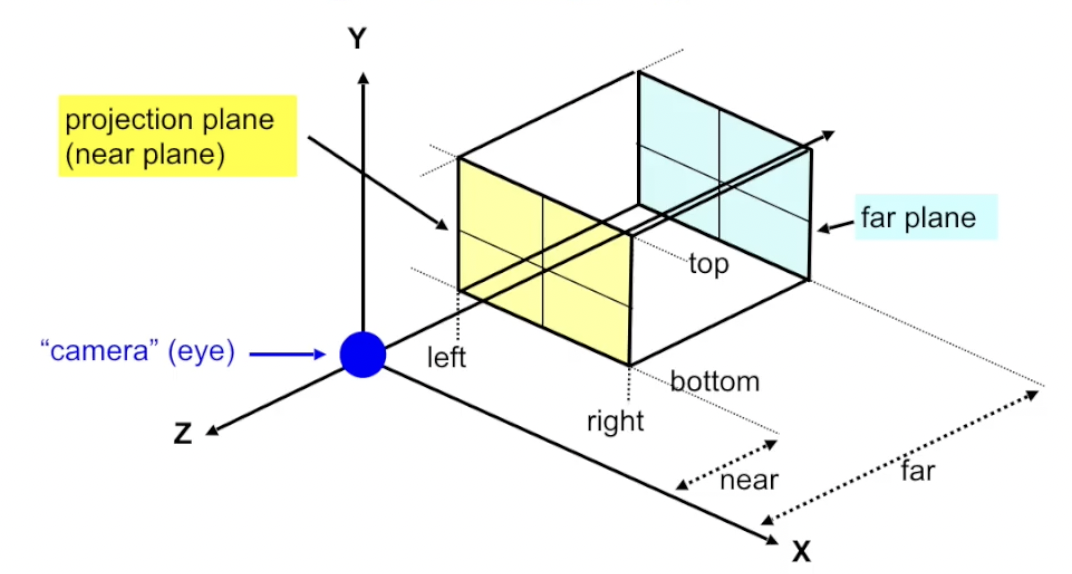 Y
projection plane
(near plane)
far plane
top
“camera” (eye)
left
bottom
right
Z
near
far
X